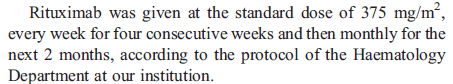 Rituximab was given at the standard dose of 375 mg/m²,
every week for four consecutive weeks and then monthly for the
next 2 months, according to the protocol of the Haematology
Department at our institution.